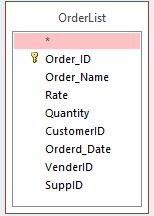 OrderList
*
Order_ID
Order_Name
Rate
Quantity
CustomerID
Orderd_Date
VenderID
SuppID